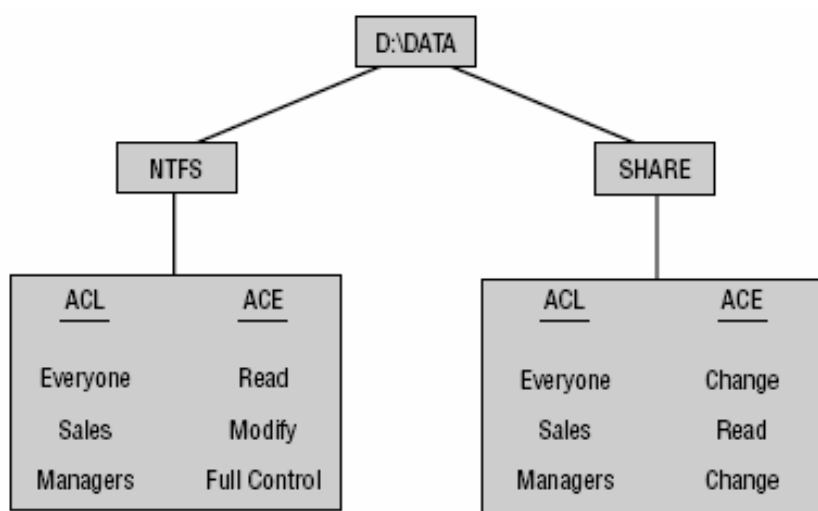 D:\DATA
NTFS
SHARE
ACL ACE
Everyone Read
Sales Modify
Managers Full Control
ACL ACE
Everyone Change
Sales Read
Managers Change